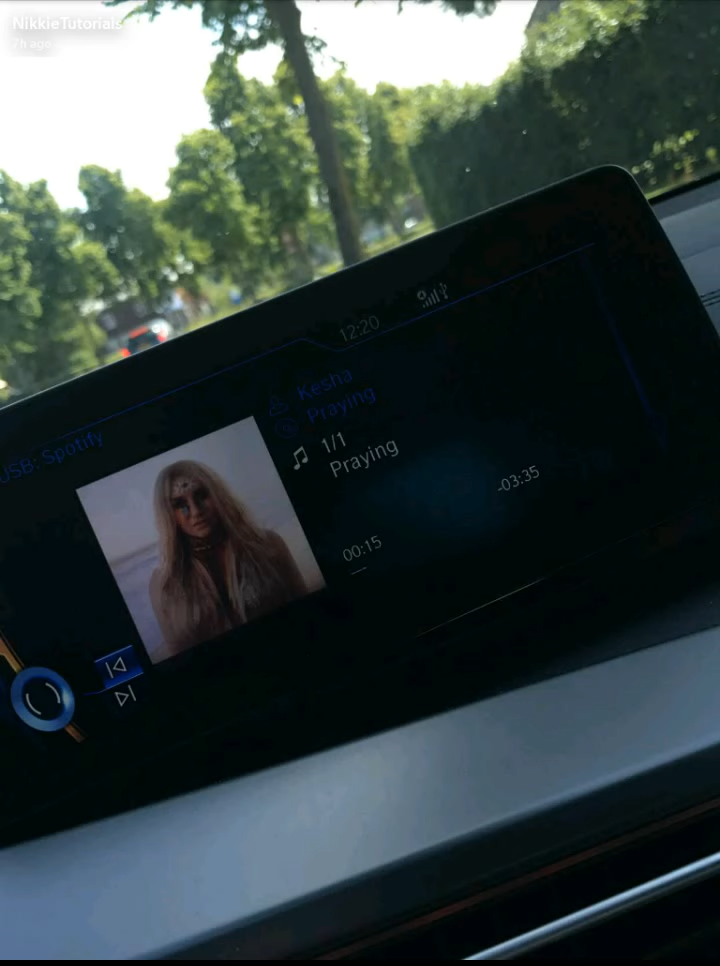 NikkieTutorials
7h ago
12:20
USB: Spotify
Kesha
Praying
1/1
Praying
-03:35
00:15